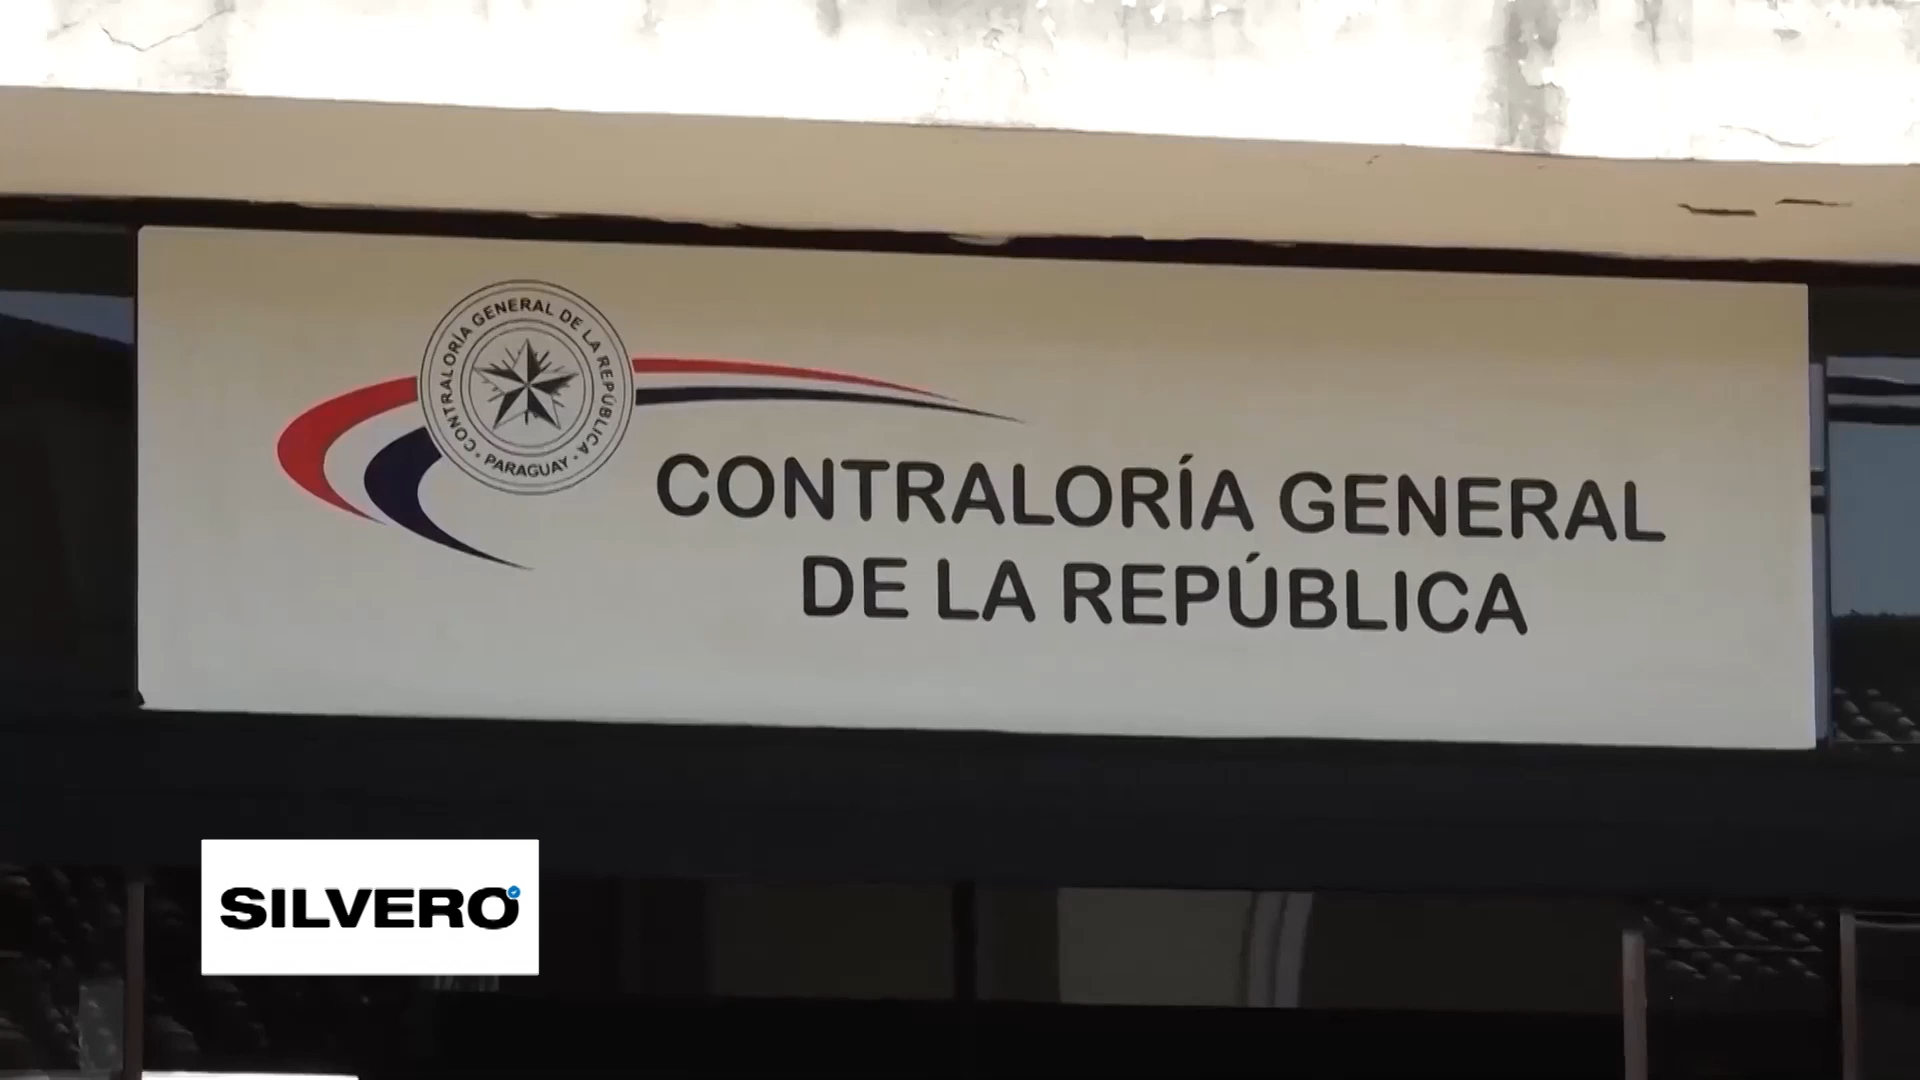 CONTRALORÍA GENERAL DE LA REPÚBLICA
· PARAGUAY ·
CONTRALORÍA GENERAL
DE LA REPÚBLICA
SILVERO